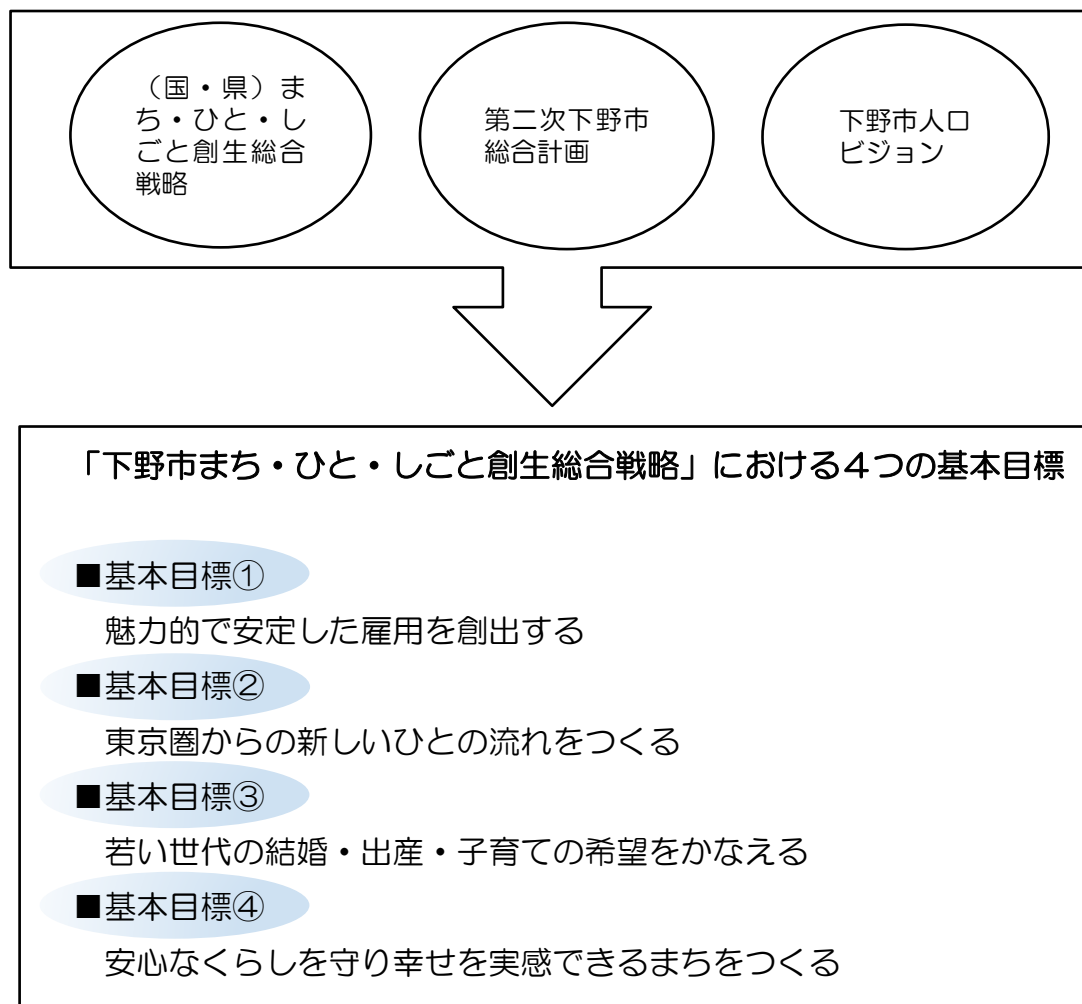 （国・県）ま
ち・ひと・し
ごと創生総合
戦略
第二次下野市
総合計画
下野市人口
ビジョン
「下野市まち・ひと・しごと創生総合戦略」における４つの基本目標
■基本目標①
魅力的で安定した雇用を創出する
■基本目標②
東京圏からの新しいひとの流れをつくる
■基本目標③
若い世代の結婚・出産・子育ての希望をかなえる
■基本目標④
安心なくらしを守り幸せを実感できるまちをつくる